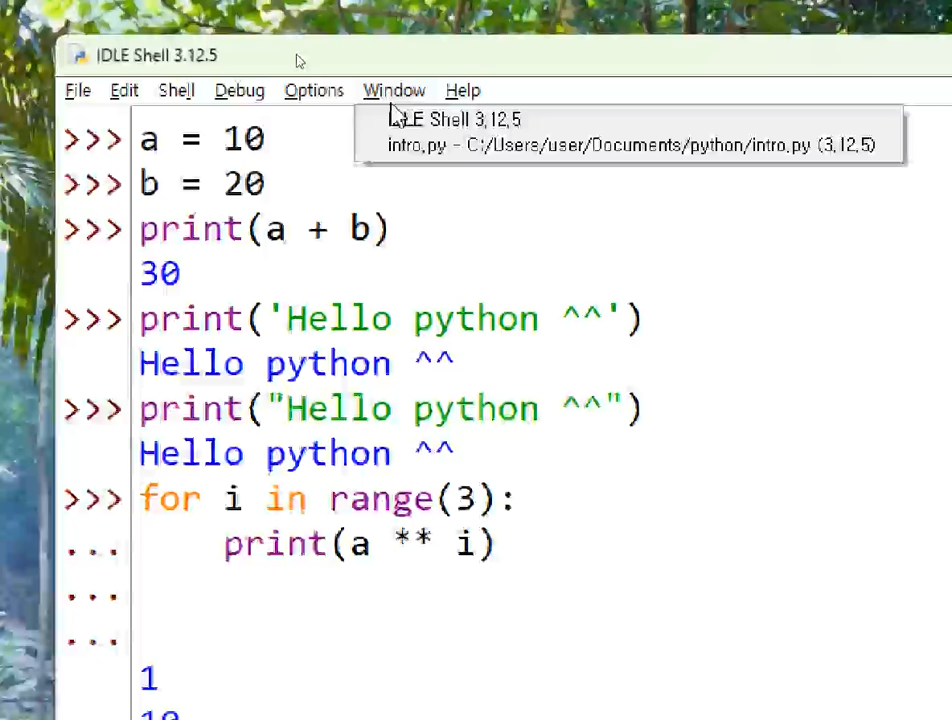 IDLE Shell 3.12.5
File Edit Shell Debug Options Window Help
Shell 3,12,5
intro,py - C:/Users/user/Documents/python/intro,py (3,12,5)
>>> a = 10
>>> b = 20
>>> print(a + b)
30
>>> print('Hello python ^^')
Hello python ^^
>>> print("Hello python ^^")
Hello python ^^
>>> for i in range(3):
... print(a ** i)
...
...
1
10